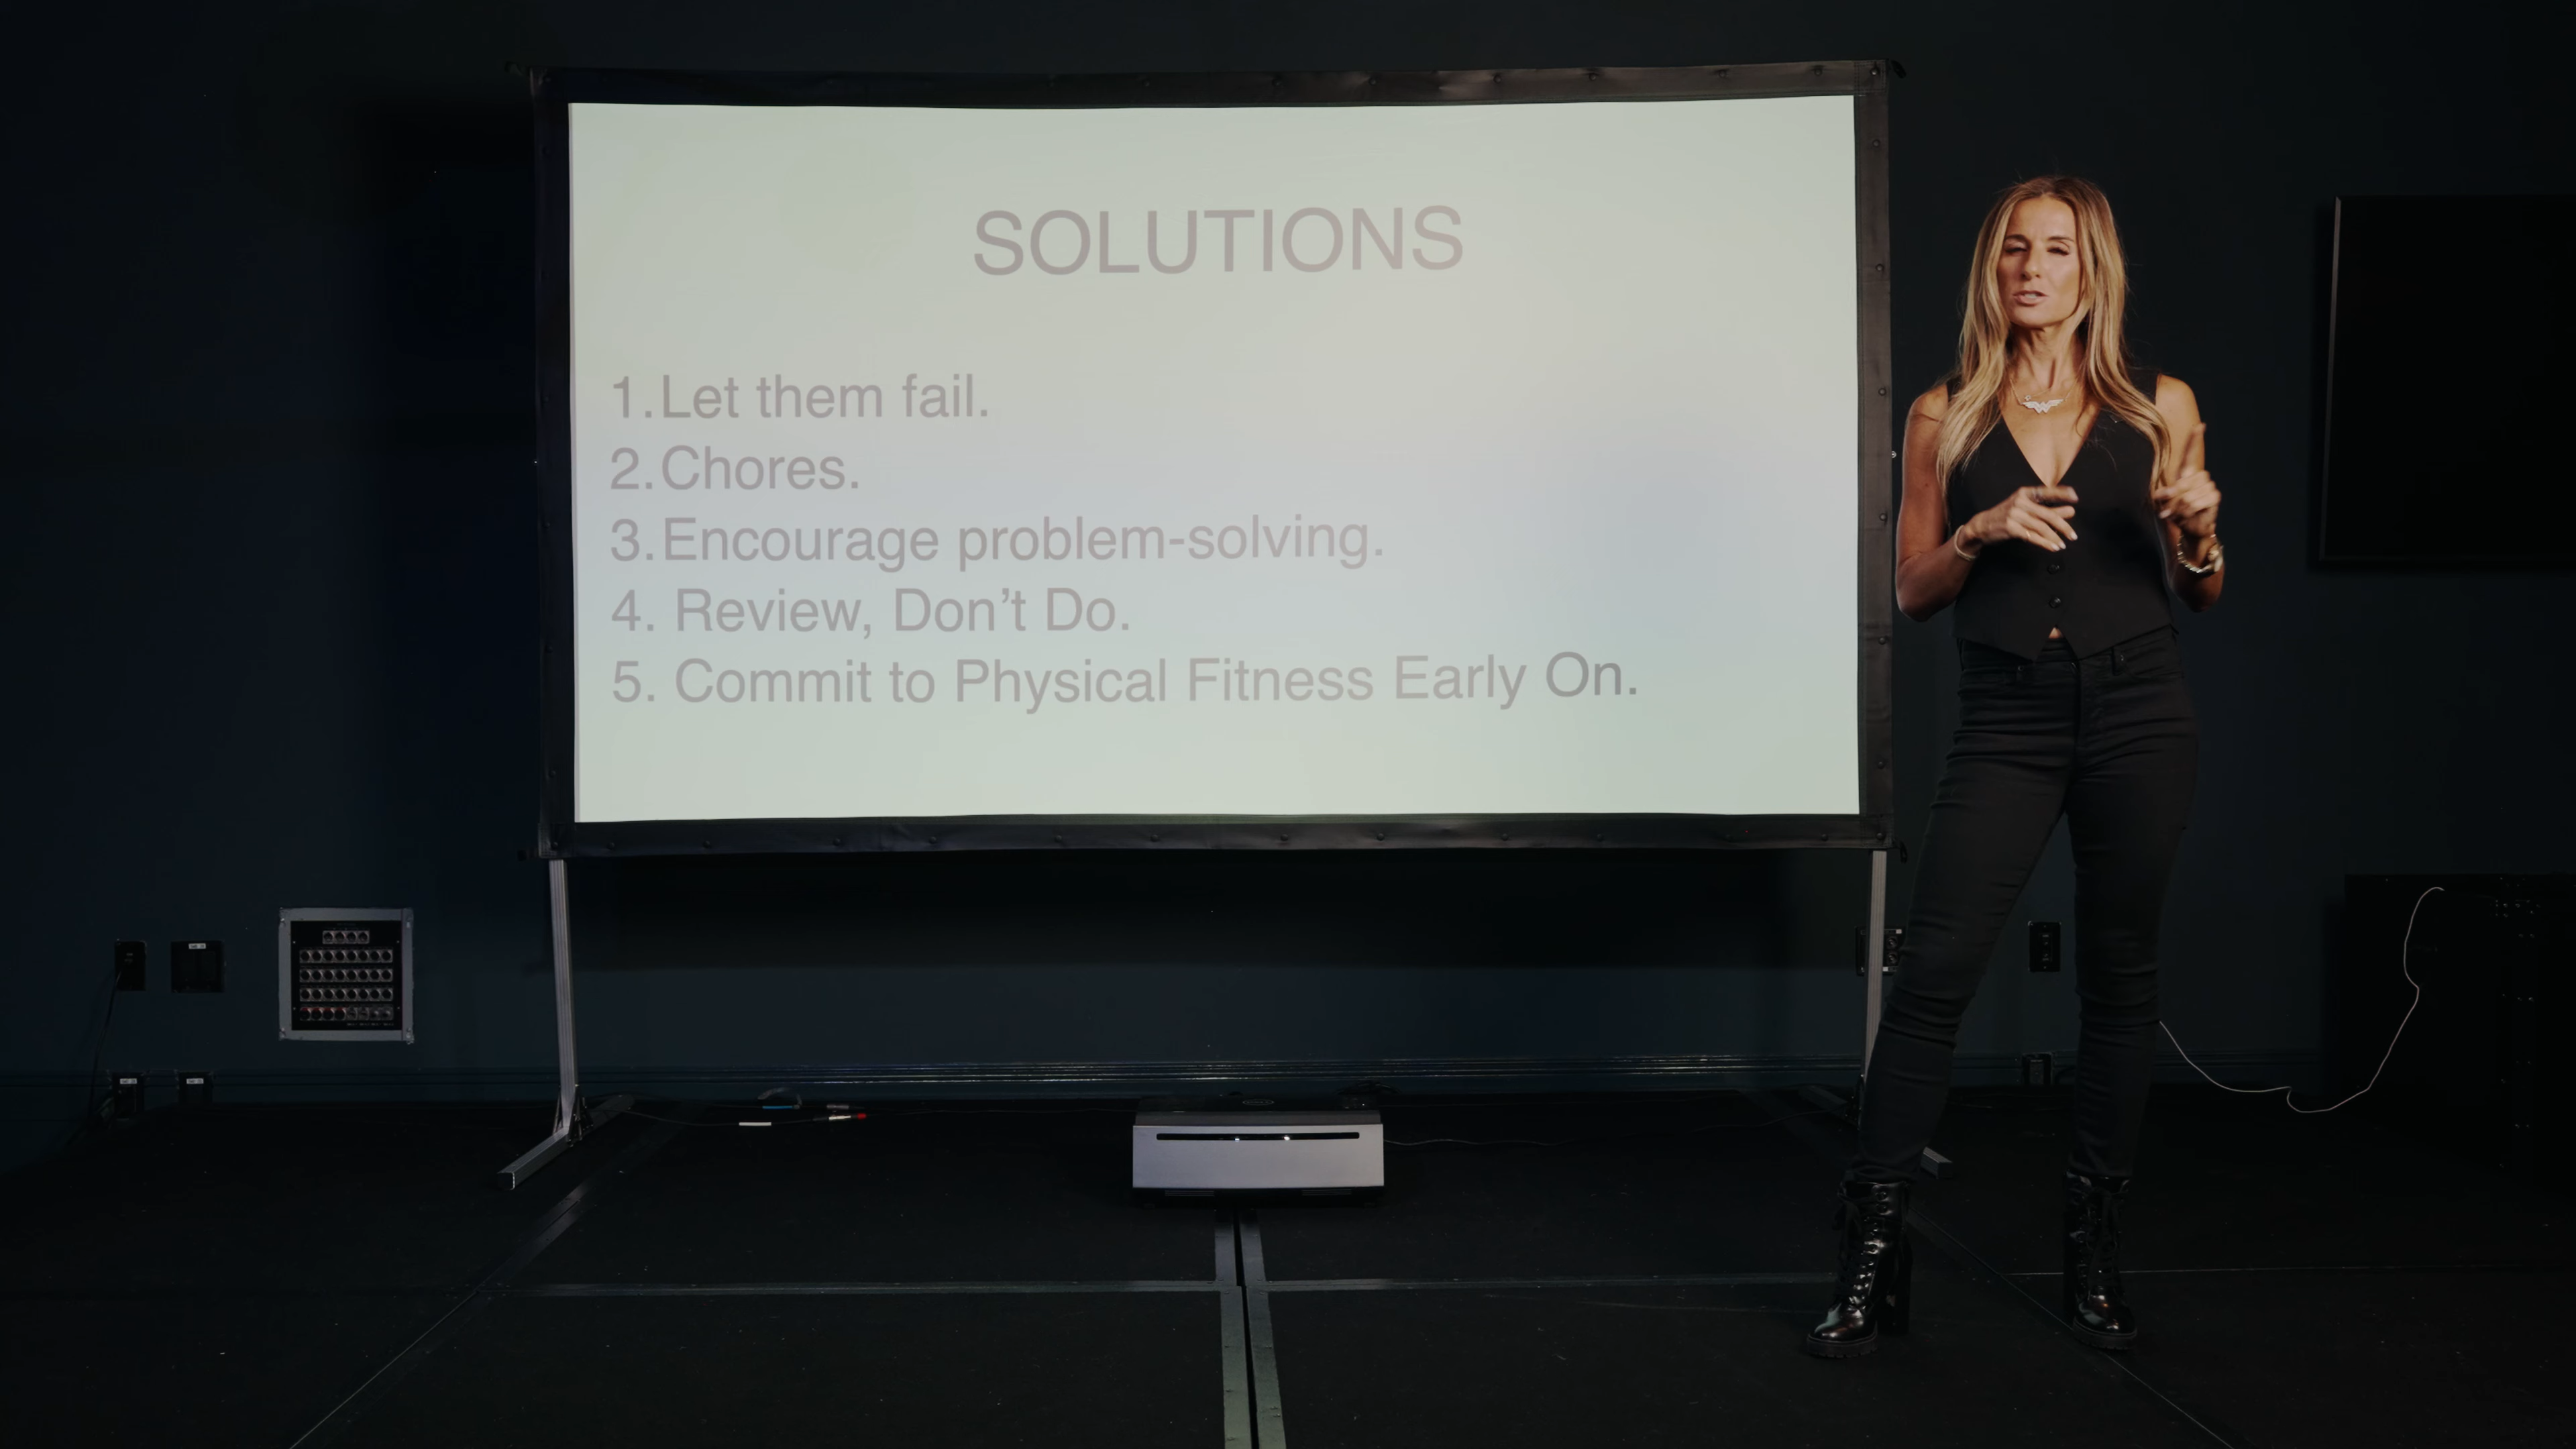 SOLUTIONS
1. Let them fail.
2. Chores.
3. Encourage problem-solving.
4. Review, Don’t Do.
5. Commit to Physical Fitness Early On.